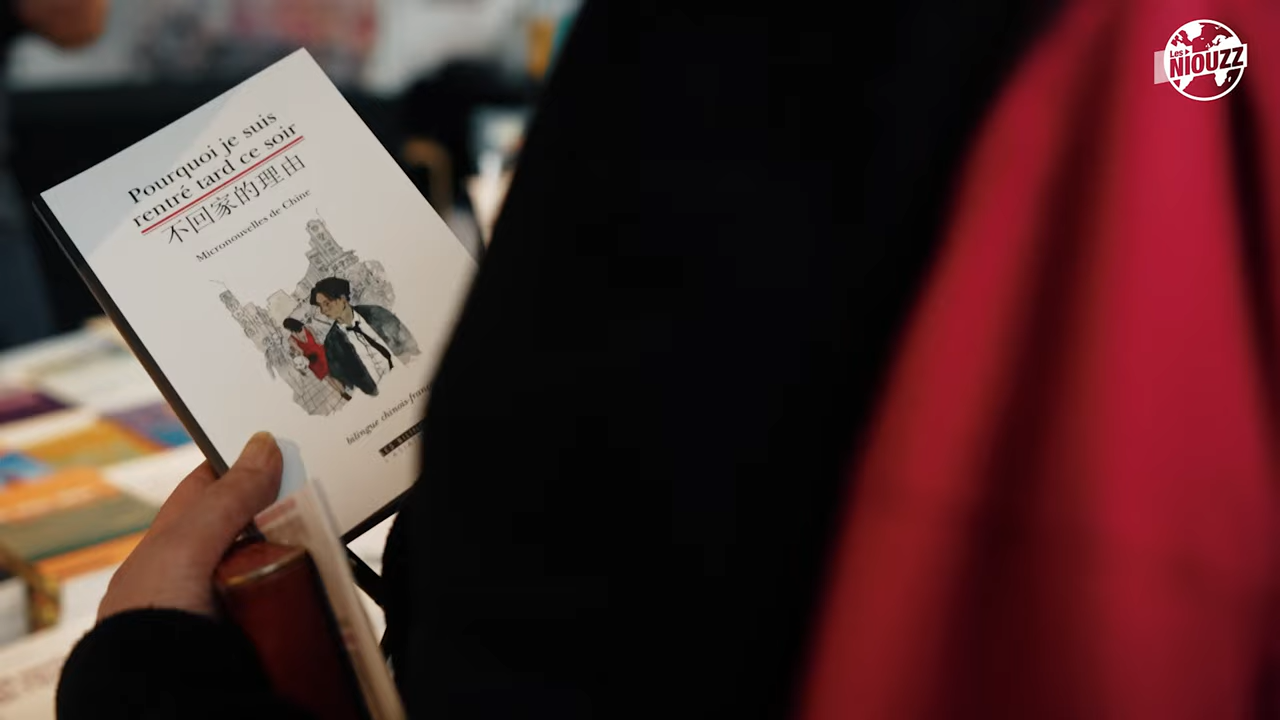 Pourquoi je suis
rentré tard ce soir
不回家的理由
Micronouvelles de Chine
bilingue chinois-franç
Les
NIOUZZ